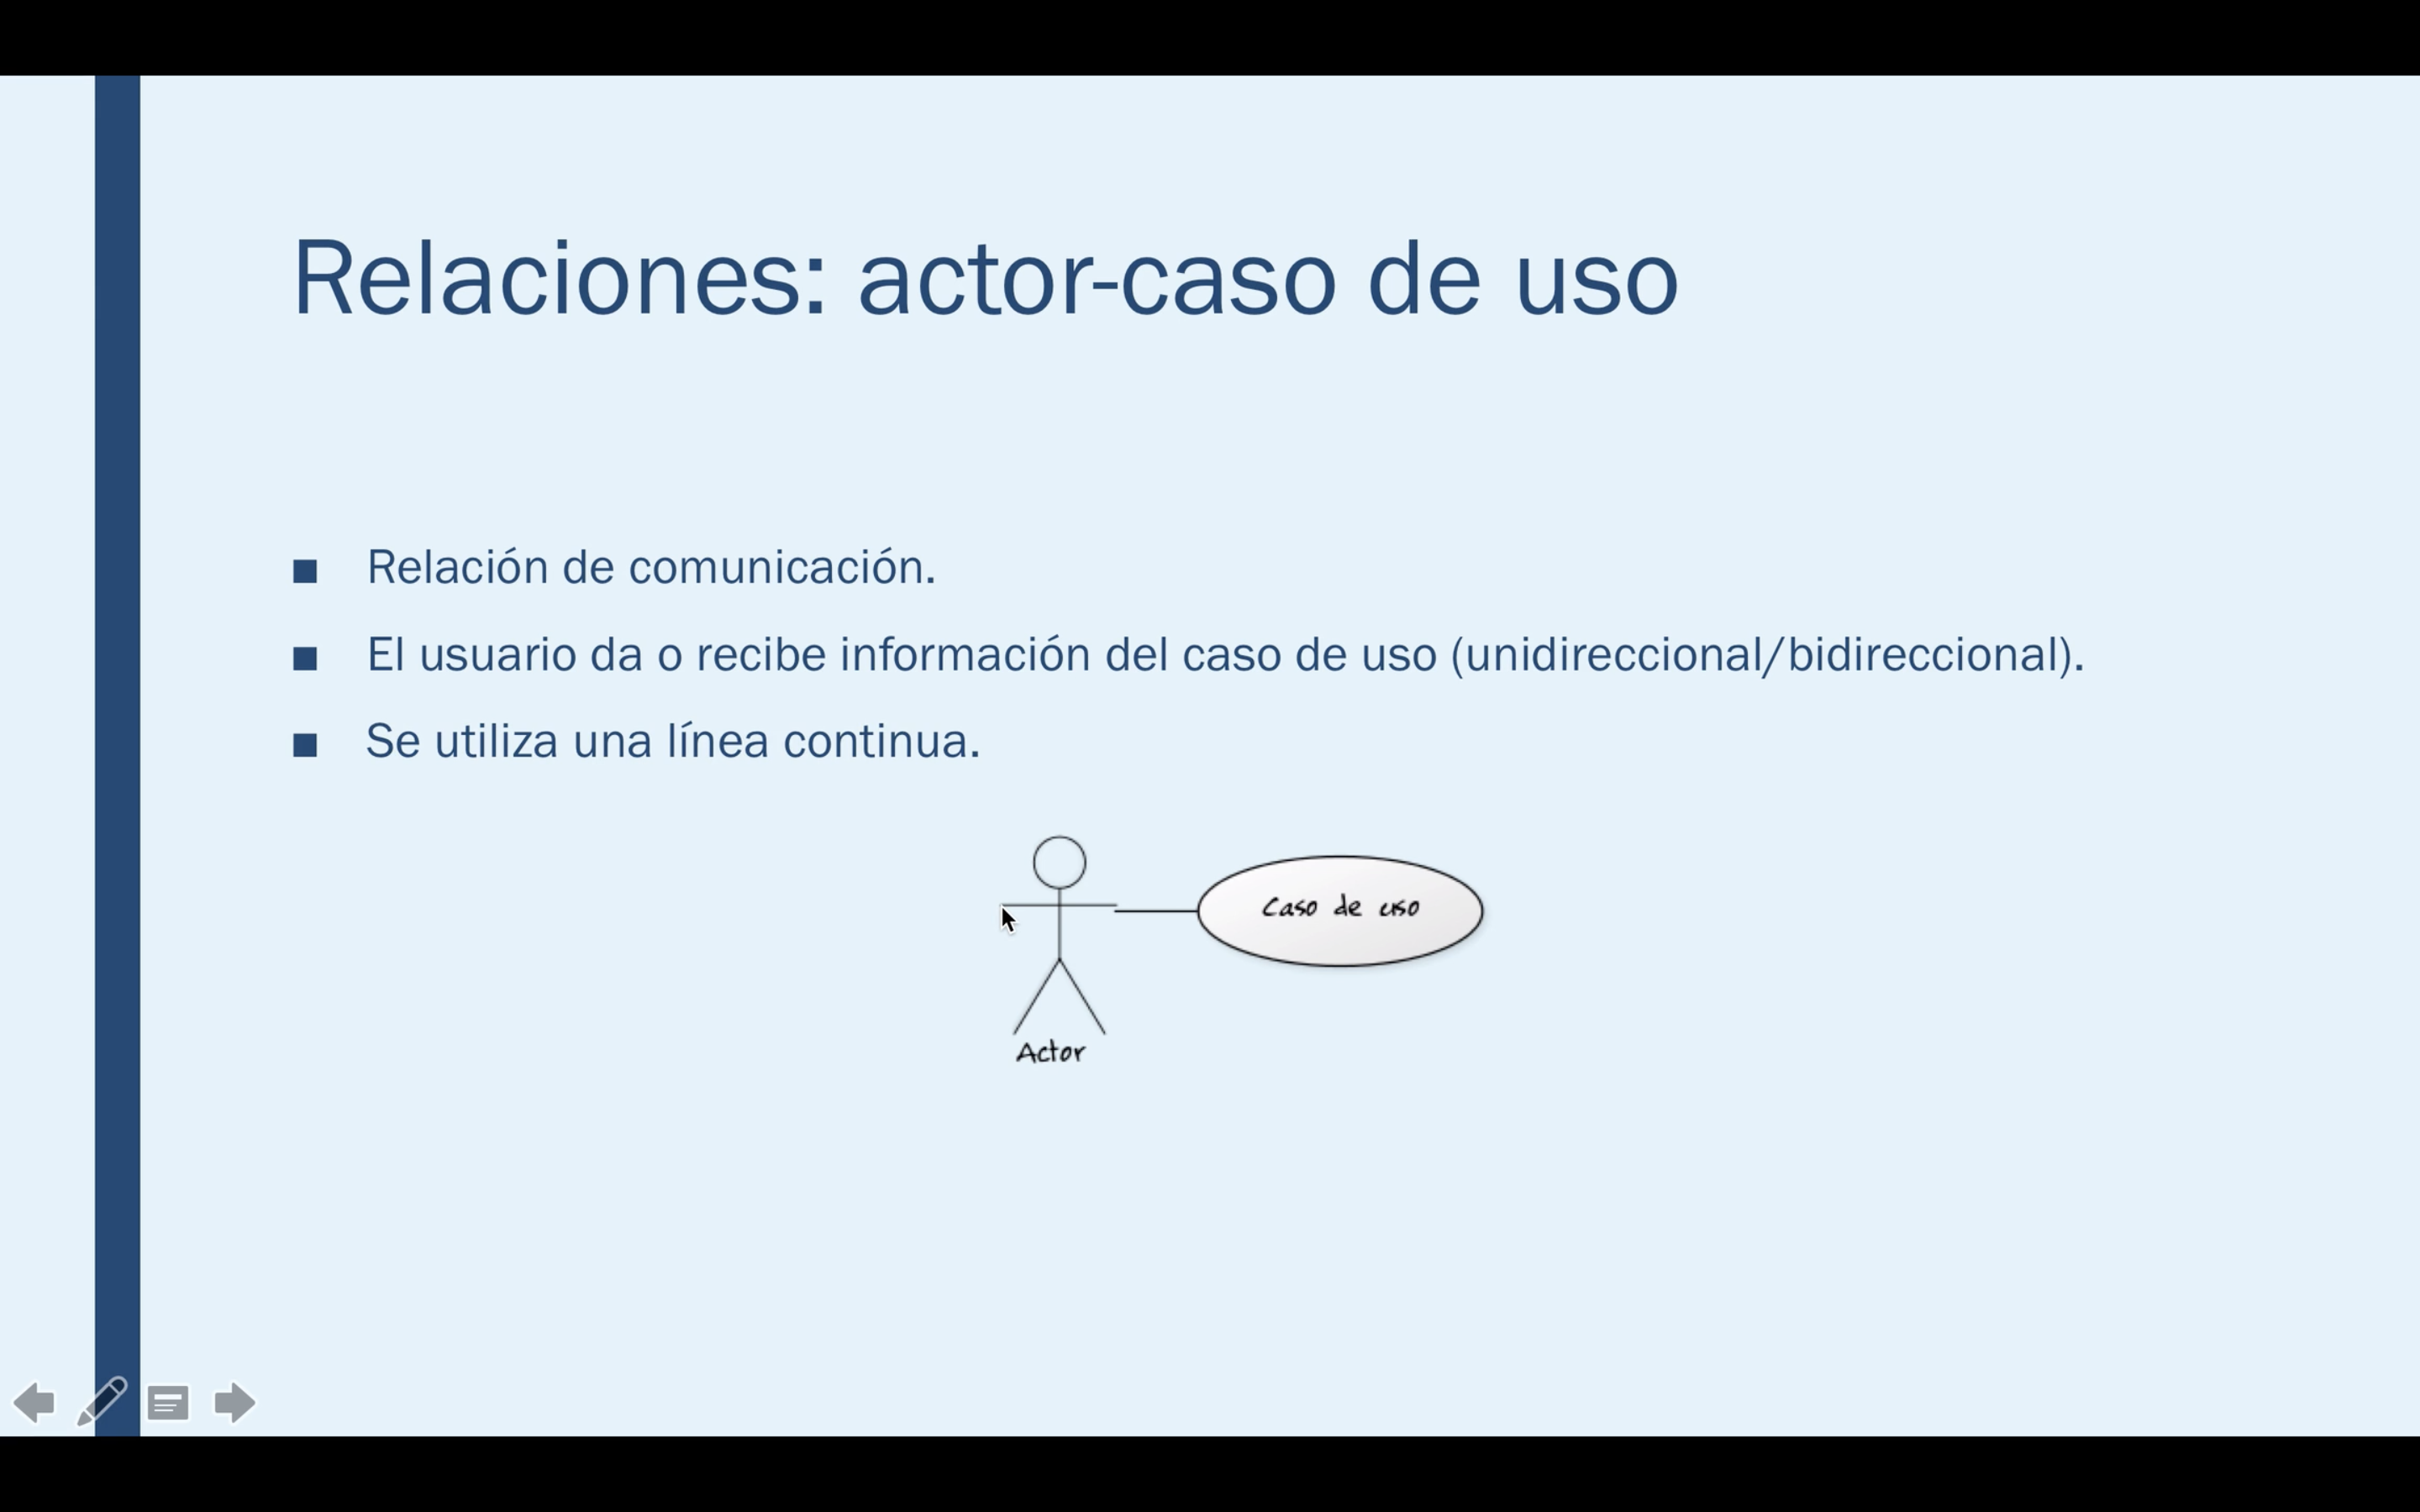 Relaciones: actor-caso de uso
Relación de comunicación.
El usuario da o recibe información del caso de uso (unidireccional/bidireccional).
Se utiliza una línea continua.
Caso de uso
Actor